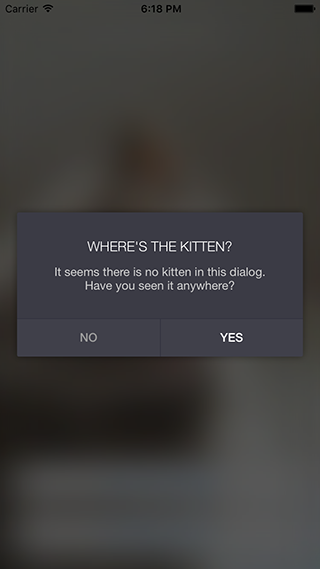 Carrier 6:18 PM
WHERE'S THE KITTEN?
It seems there is no kitten in this dialog.
Have you seen it anywhere?
NO YES